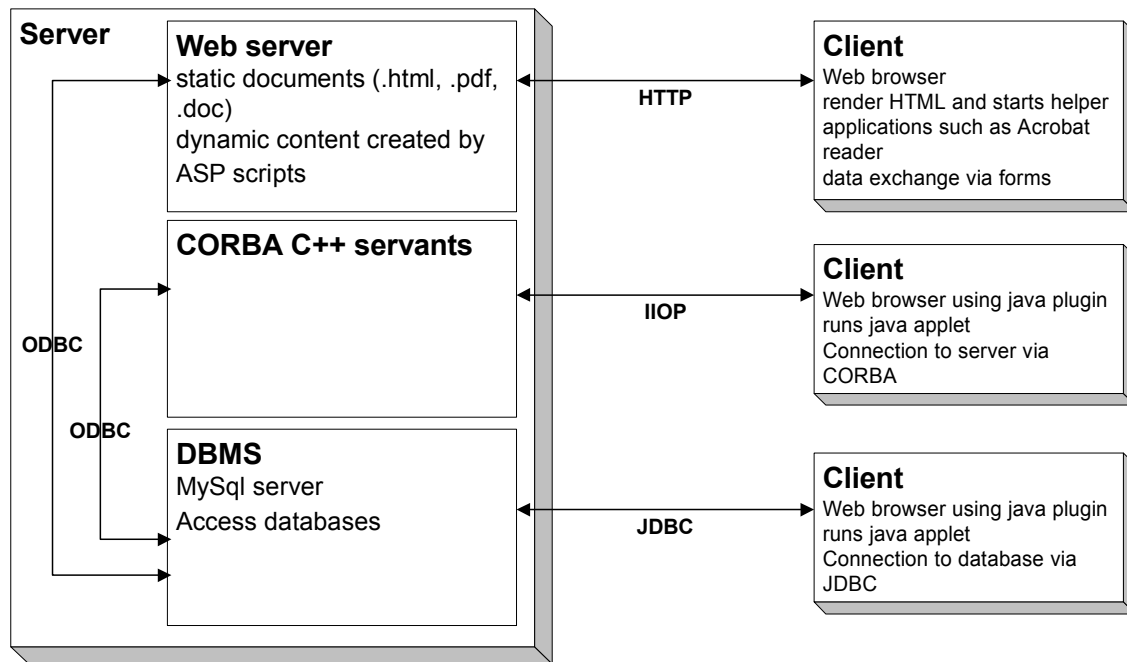 Server
Web server
static documents (.html, .pdf,
.doc)
dynamic content created by
ASP scripts
HTTP
Client
Web browser
render HTML and starts helper
applications such as Acrobat
reader
data exchange via forms
CORBA C++ servants
IIOP
Client
Web browser using java plugin
runs java applet
Connection to server via
CORBA
ODBC
ODBC
DBMS
MySql server
Access databases
JDBC
Client
Web browser using java plugin
runs java applet
Connection to database via
JDBC